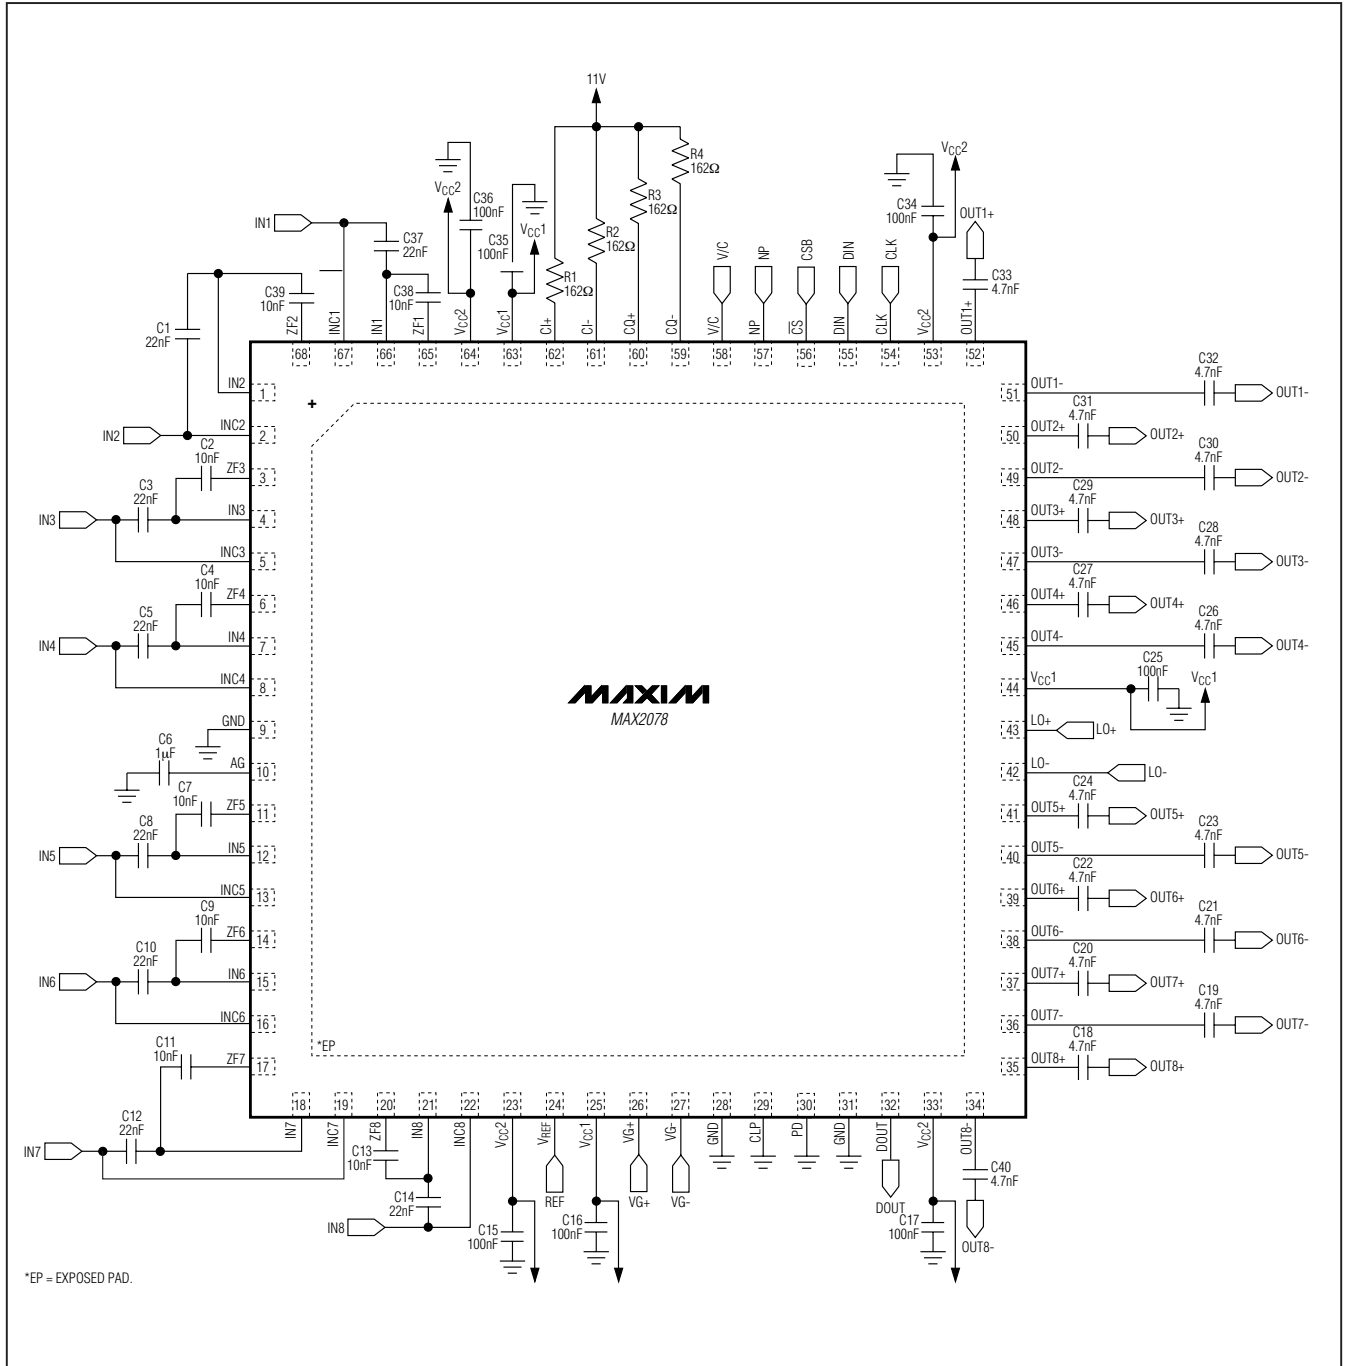 11V
R4
162Ω
R3
162Ω
R2
162Ω
R1
162Ω
VCC2
C36
100nF
C35
100nF
VCC1
IN1
C37
22nF
C38
10nF
C39
10nF
C1
22nF
VCC2
C34
100nF
OUT1+
C33
4.7nF
V/C
NP
CSB
DIN
CLK
ZF2
INC1
IN1
ZF1
VCC2
VCC1
CI+
CI-
CQ+
CQ-
V/C
NP
CS
DIN
CLK
VCC2
OUT1+
68
67
66
65
64
63
62
61
60
59
58
57
56
55
54
53
52
IN2
1
IN2
INC2
2
C2
10nF
ZF3
3
C3
22nF
IN3
IN3
4
INC3
5
C4
10nF
ZF4
6
C5
22nF
IN4
IN4
7
INC4
8
GND
9
C6
1µF
AG
10
C7
10nF
ZF5
11
C8
22nF
IN5
IN5
12
INC5
13
C9
10nF
ZF6
14
C10
22nF
IN6
IN6
15
INC6
16
C11
10nF
ZF7
17
C12
22nF
IN7
+
MAXIM
MAX2078
*EP
51
OUT1-
C32
4.7nF
OUT1-
50
OUT2+
C31
4.7nF
OUT2+
49
OUT2-
C30
4.7nF
OUT2-
48
OUT3+
C29
4.7nF
OUT3+
47
OUT3-
C28
4.7nF
OUT3-
46
OUT4+
C27
4.7nF
OUT4+
45
OUT4-
C26
4.7nF
OUT4-
44
VCC1
C25
100nF
VCC1
43
LO+
LO+
42
LO-
LO-
41
OUT5+
C24
4.7nF
OUT5+
40
OUT5-
C23
4.7nF
OUT5-
39
OUT6+
C22
4.7nF
OUT6+
38
OUT6-
C21
4.7nF
OUT6-
37
OUT7+
C20
4.7nF
OUT7+
36
OUT7-
C19
4.7nF
OUT7-
35
OUT8+
C18
4.7nF
OUT8+
18
19
20
21
22
23
24
25
26
27
28
29
30
31
32
33
34
IN7
INC7
ZF8
IN8
INC8
VCC2
VREF
VCC1
VG+
VG-
GND
CLP
PD
GND
DOUT
VCC2
OUT8-
C13
10nF
C14
22nF
IN8
C15
100nF
REF
C16
100nF
VG+
VG-
DOUT
C17
100nF
C40
4.7nF
OUT8-
*EP = EXPOSED PAD.